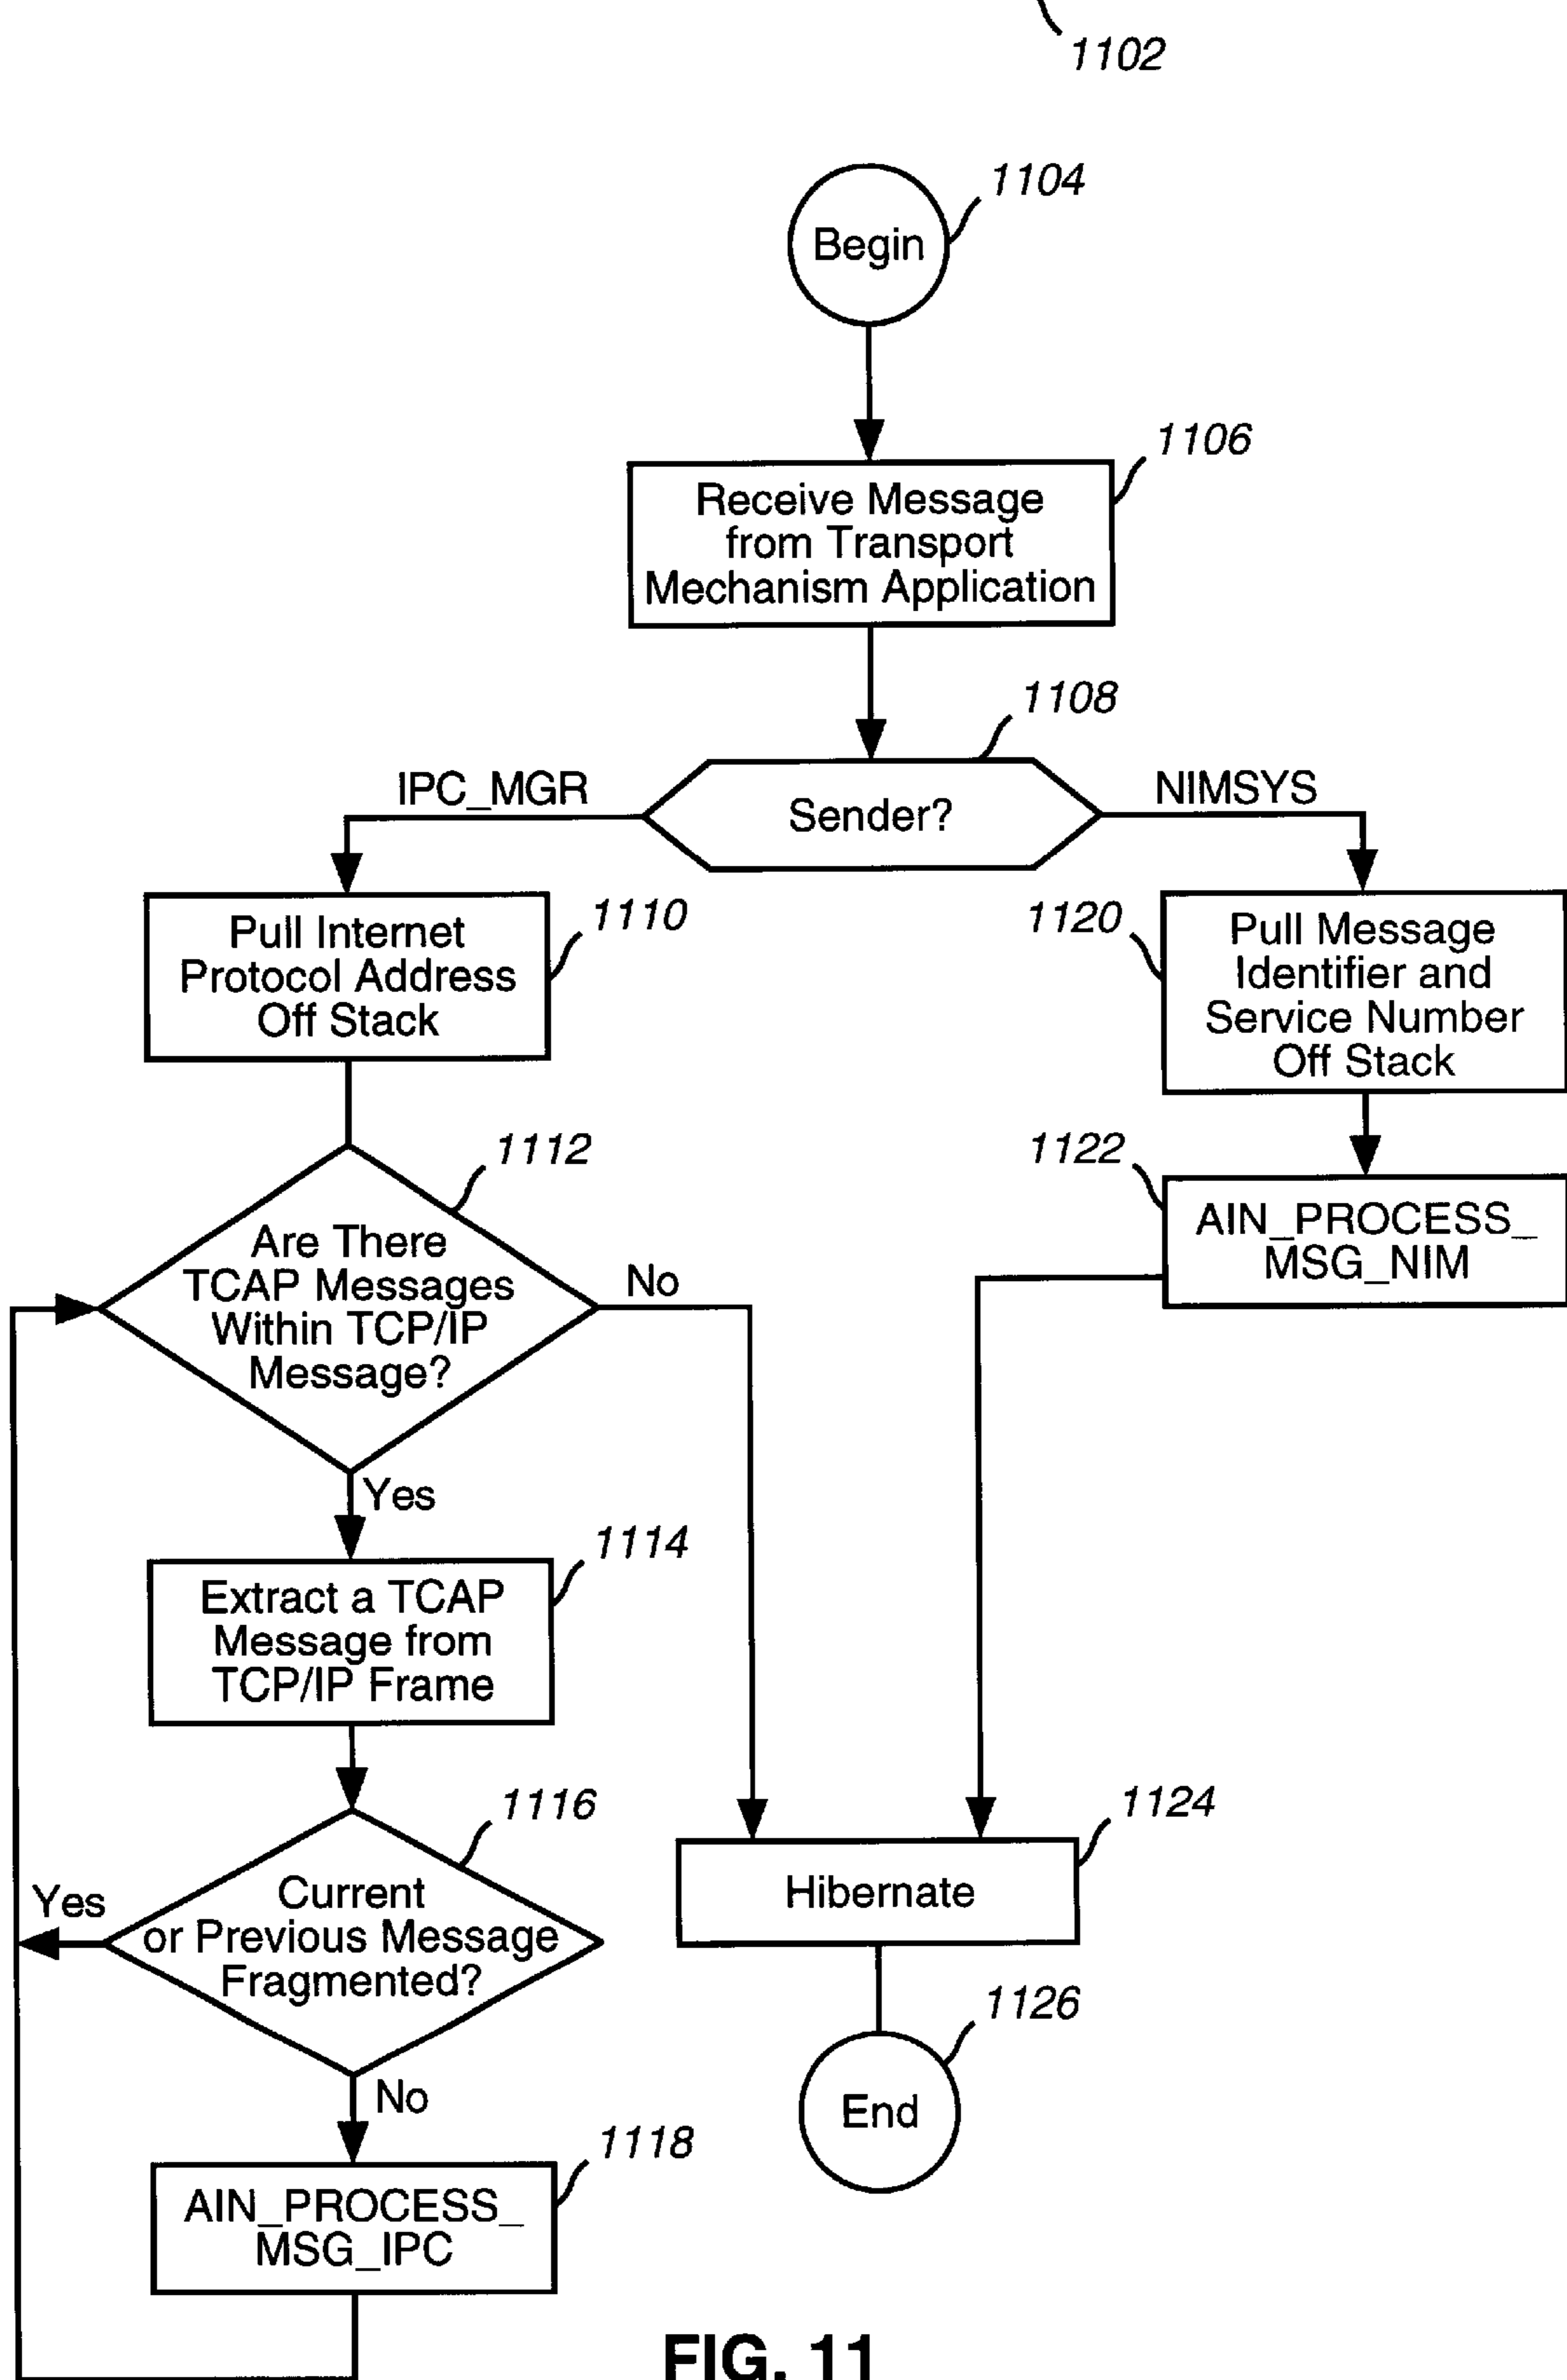 1102
1104
Begin
1106
Receive Message
from Transport
Mechanism Application
1108
IPC_MGR
Sender?
NIMSYS
1110
Pull Internet
Protocol Address
Off Stack
1120
Pull Message
Identifier and
Service Number
Off Stack
1112
Are There
TCAP Messages
Within TCP/IP
Message?
No
1122
AIN_PROCESS_
MSG_NIM
Yes
1114
Extract a TCAP
Message from
TCP/IP Frame
1116
Current
or Previous Message
Fragmented?
Yes
1124
Hibernate
No
1126
End
1118
AIN_PROCESS_
MSG_IPC
FIG. 11